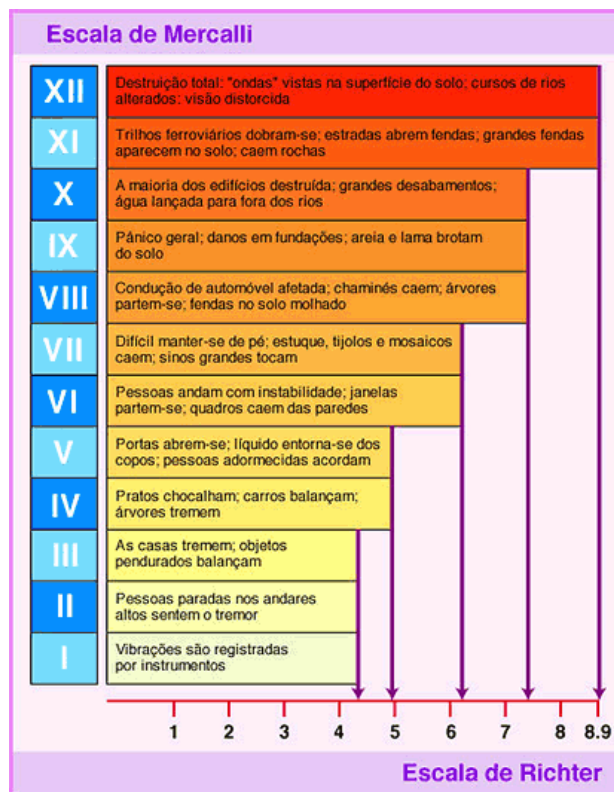 Escala de Mercalli
XII
Destruição total: "ondas" vistas na superfície do solo; cursos de rios
alterados: visão distorcida
XI
Trilhos ferroviários dobram-se; estradas abrem fendas; grandes fendas
aparecem no solo; caem rochas
X
A maioria dos edifícios destruída; grandes desabamentos;
água lançada para fora dos rios
IX
Pânico geral; danos em fundações; areia e lama brotam
do solo
VIII
Condução de automóvel afetada; chaminés caem; árvores
partem-se; fendas no solo molhado
VII
Difícil manter-se de pé; estuque, tijolos e mosaicos
caem; sinos grandes tocam
VI
Pessoas andam com instabilidade; janelas
partem-se; quadros caem das paredes
V
Portas abrem-se; líquido entorna-se dos
copos; pessoas adormecidas acordam
IV
Pratos chocalham; carros balançam;
árvores tremem
III
As casas tremem; objetos
pendurados balançam
II
Pessoas paradas nos andares
altos sentem o tremor
I
Vibrações são registradas
por instrumentos
1 2 3 4 5 6 7 8 8.9
Escala de Richter